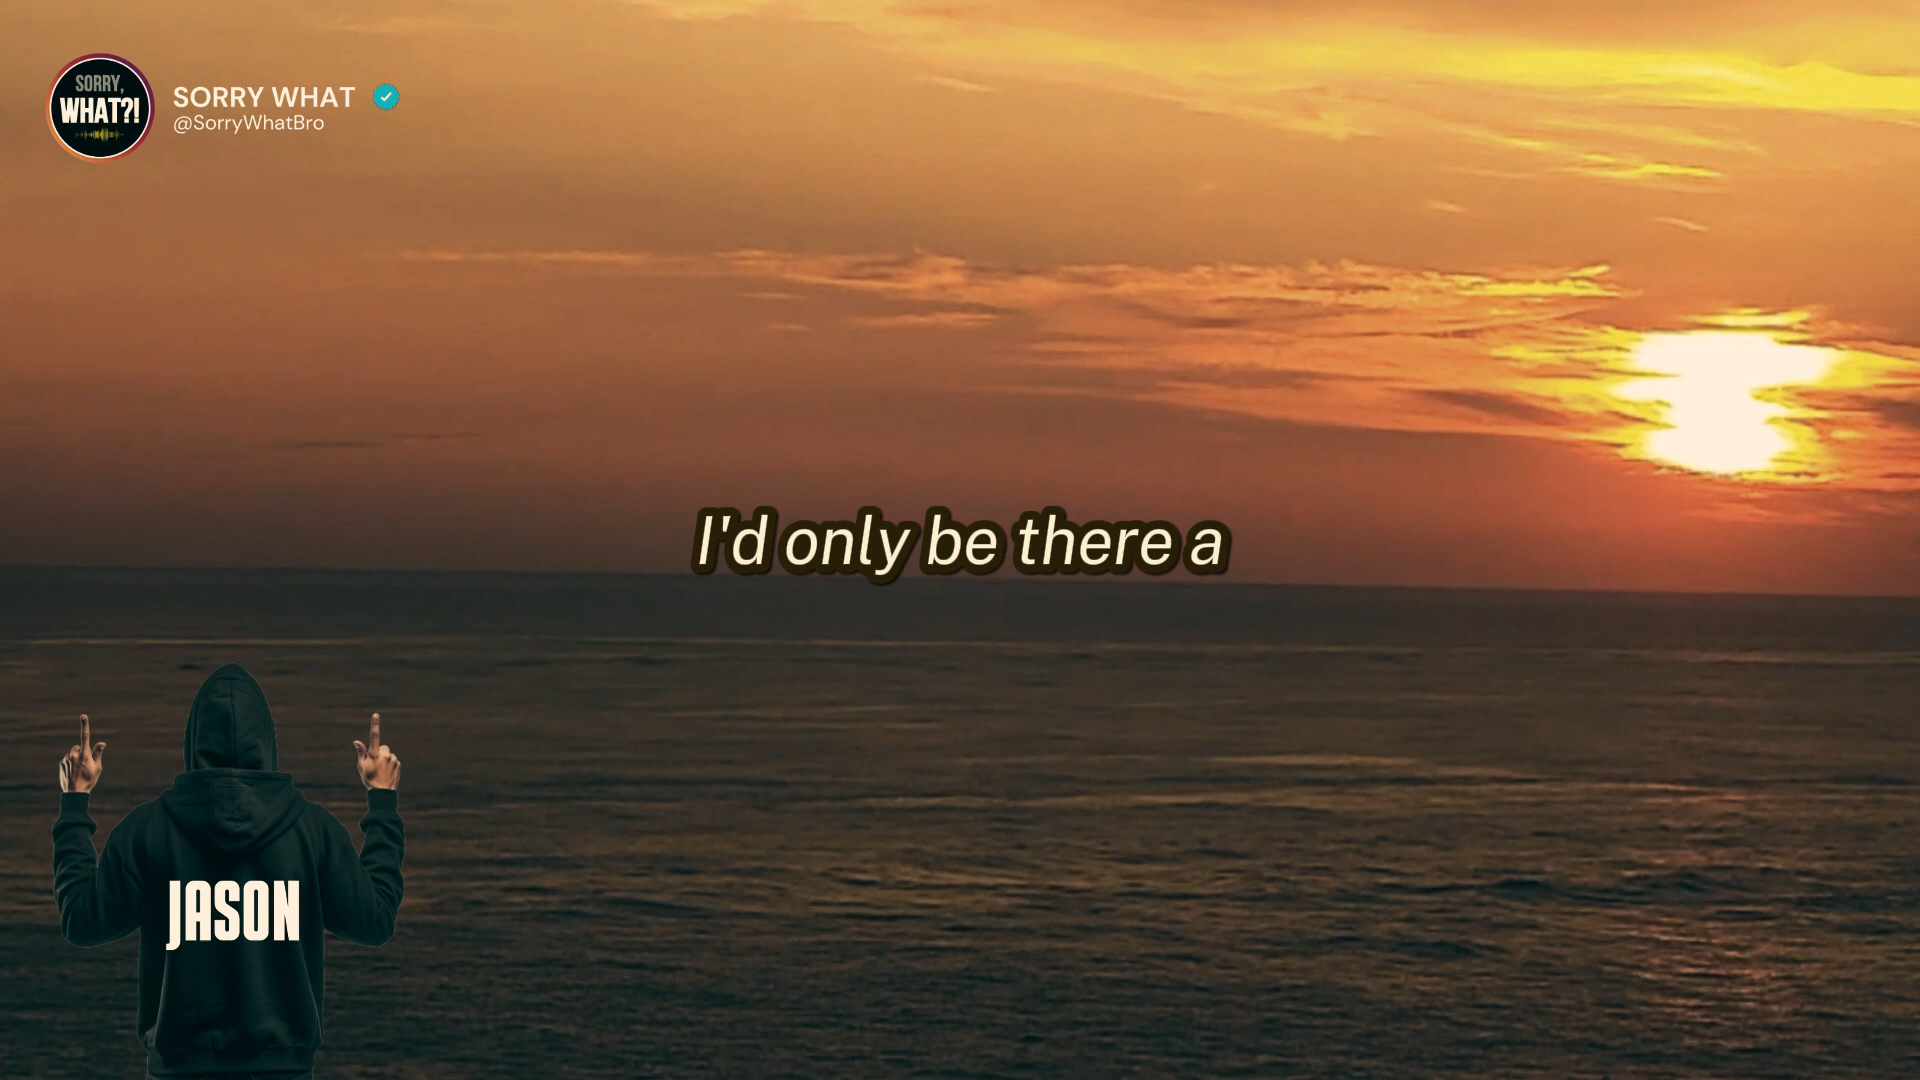 SORRY,
WHAT?!
SORRY WHAT
@SorryWhatBro
I'd only be there a
JASON